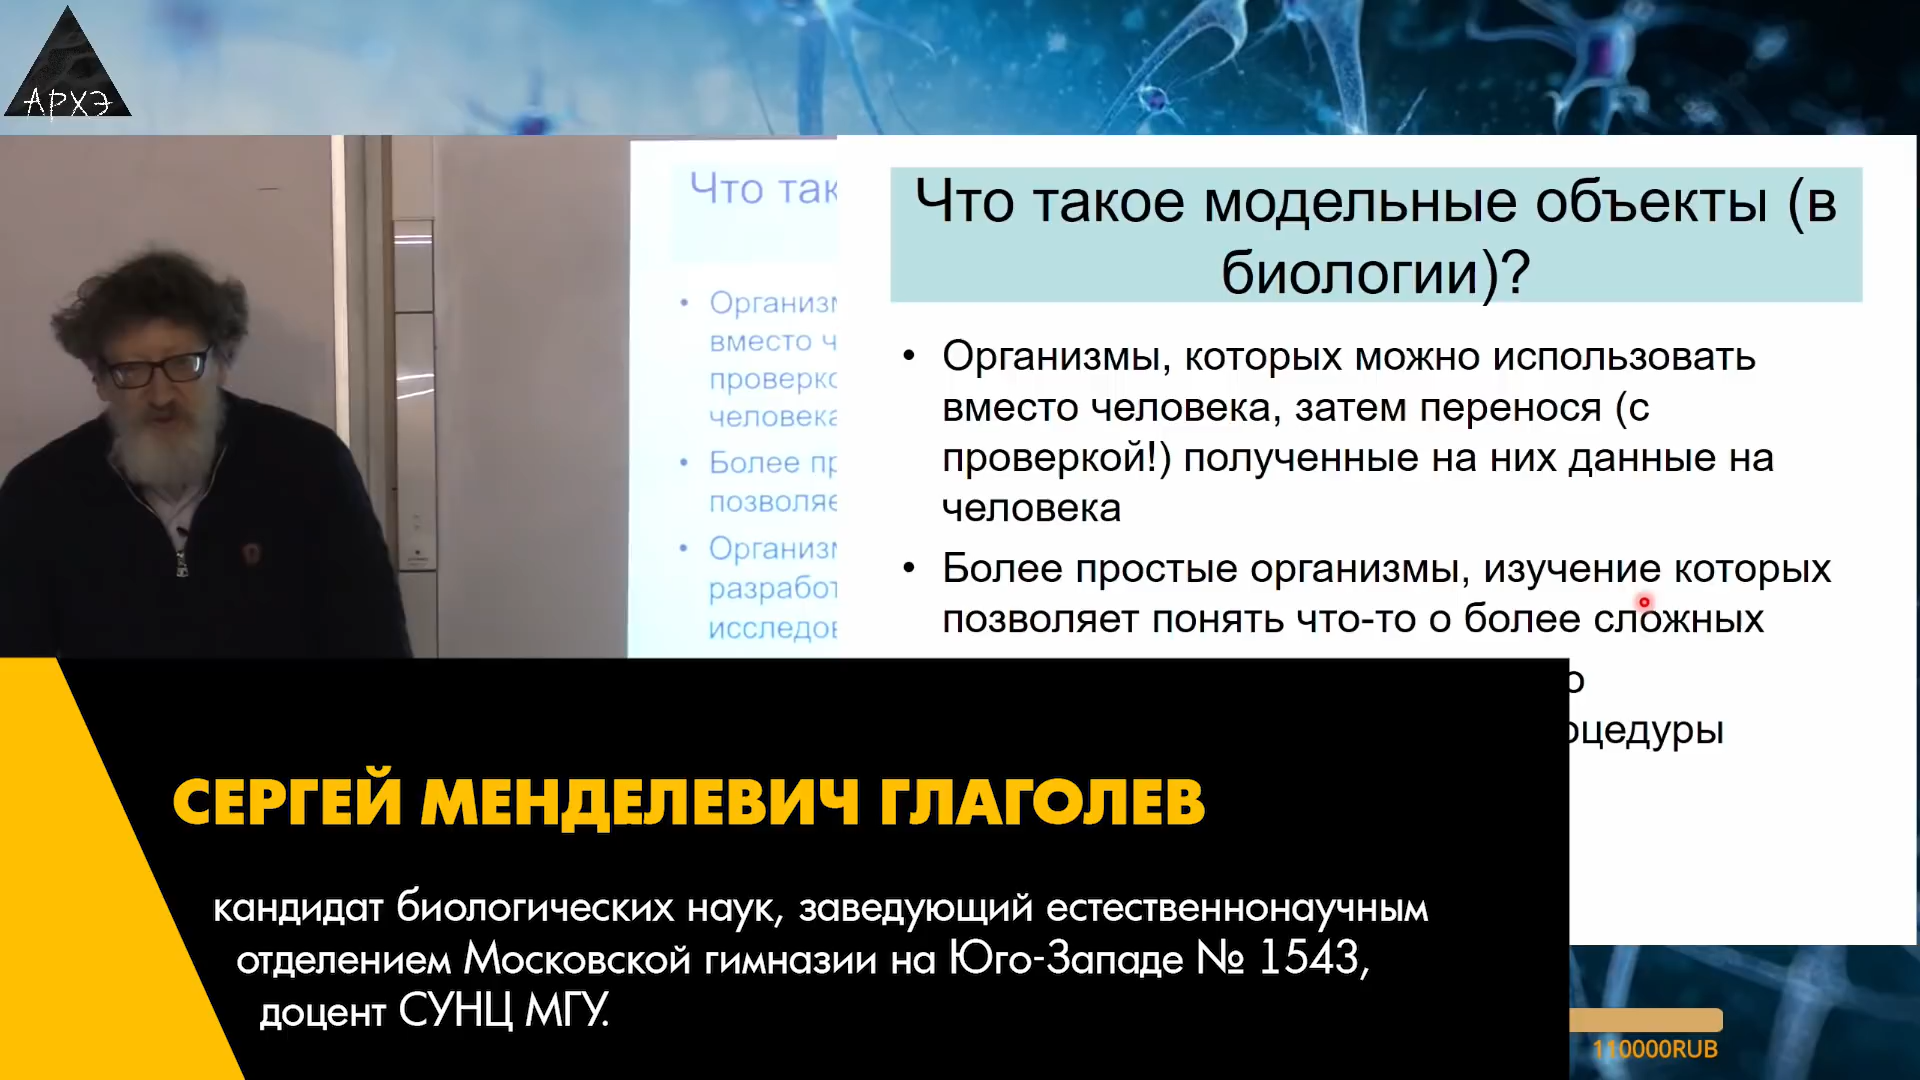 АРХЭ
Что так
Организм
вместо ч
проверко
человека
Более пр
позволяе
Организм
разработ
исследов
Что такое модельные объекты (в
биологии)?
• Организмы, которых можно использовать
вместо человека, затем перенося (с
проверкой!) полученные на них данные на
человека
• Более простые организмы, изучение которых
позволяет понять что-то о более сложных
о
оцедуры
СЕРГЕЙ МЕНДЕЛЕВИЧ ГЛАГОЛЕВ
кандидат биологических наук, заведующий естественнонаучным
отделением Московской гимназии на Юго-Западе № 1543,
доцент СУНЦ МГУ.
110000RUB